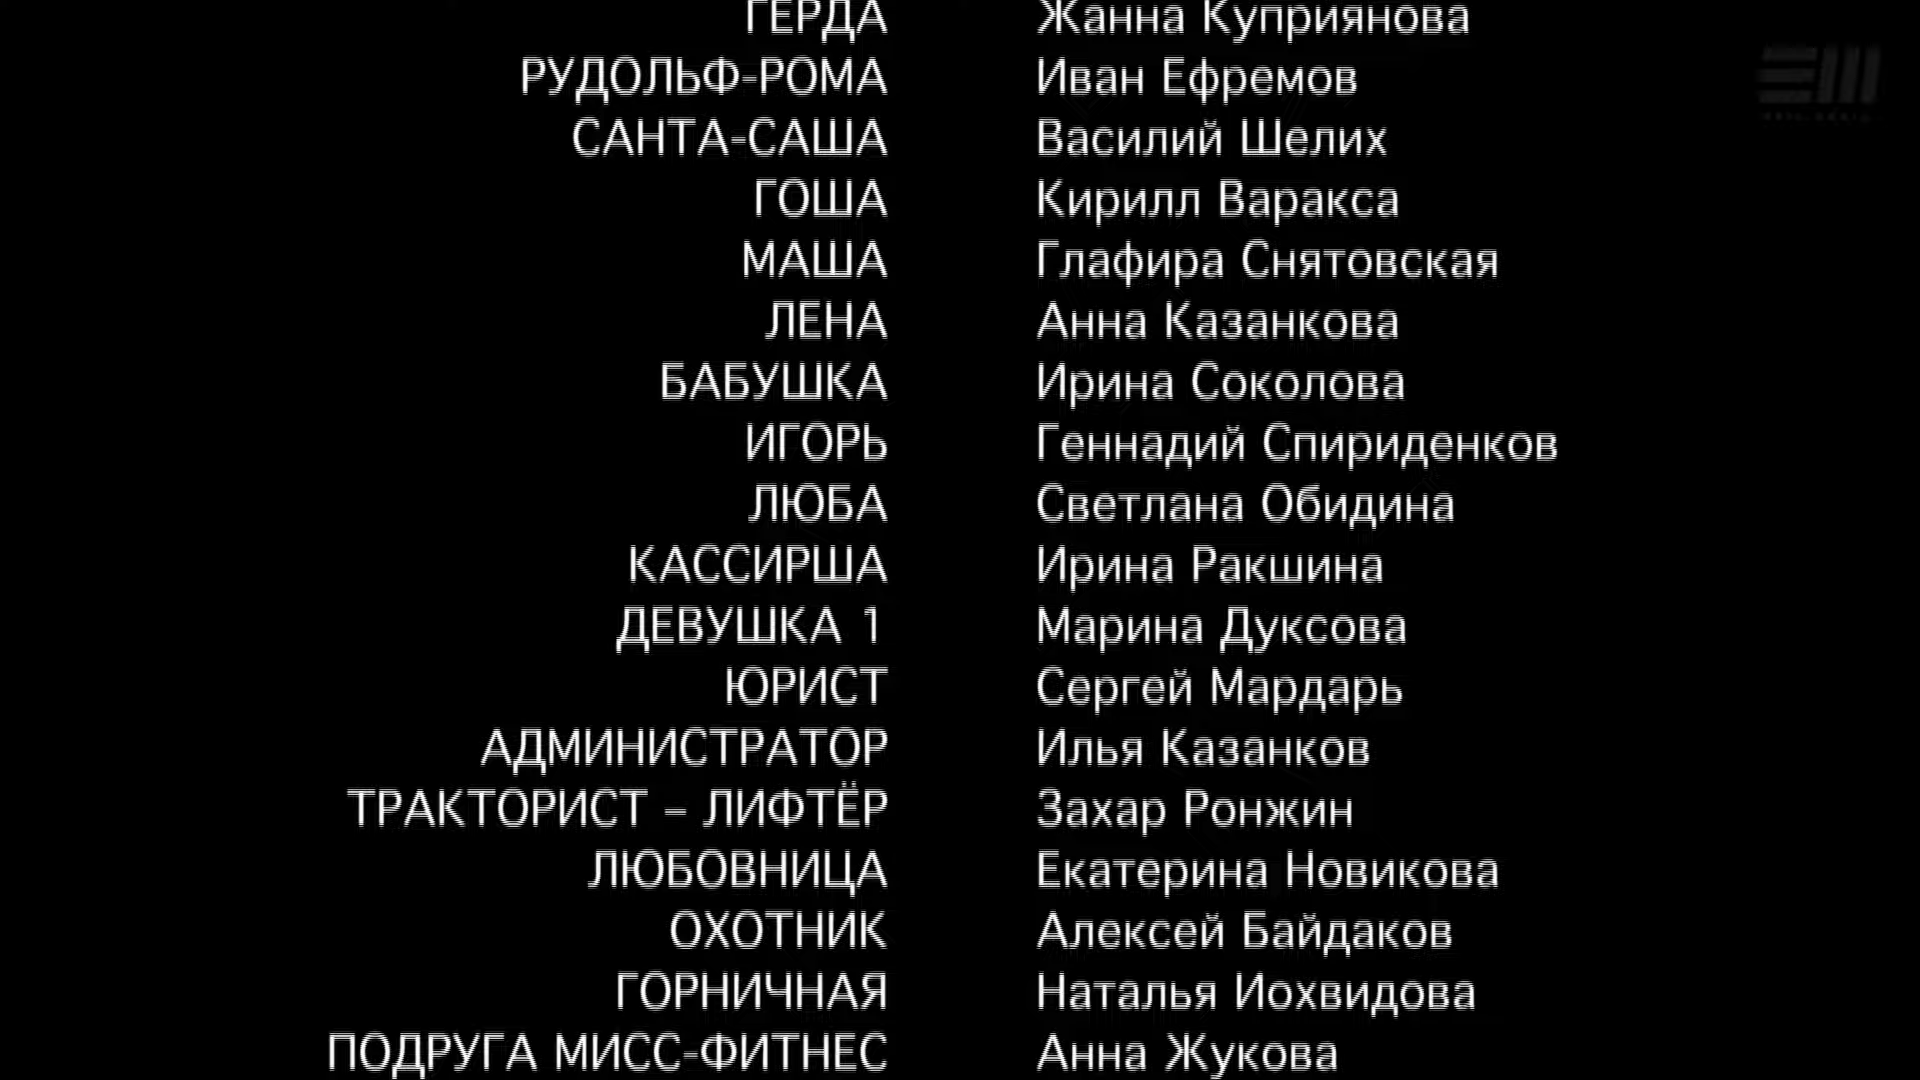 ГЕРДА Жанна Куприянова
РУДОЛЬФ-РОМА Иван Ефремов
САНТА-САША Василий Шелих
ГОША Кирилл Варакса
МАША Глафира Снятовская
ЛЕНА Анна Казанкова
БАБУШКА Ирина Соколова
ИГОРЬ Геннадий Спириденков
ЛЮБА Светлана Обидина
КАССИРША Ирина Ракшина
ДЕВУШКА 1 Марина Дуксова
ЮРИСТ Сергей Мардарь
АДМИНИСТРАТОР Илья Казанков
ТРАКТОРИСТ – ЛИФТЁР Захар Ронжин
ЛЮБОВНИЦА Екатерина Новикова
ОХОТНИК Алексей Байдаков
ГОРНИЧНАЯ Наталья Иохвидова
ПОДРУГА МИСС-ФИТНЕС Анна Жукова